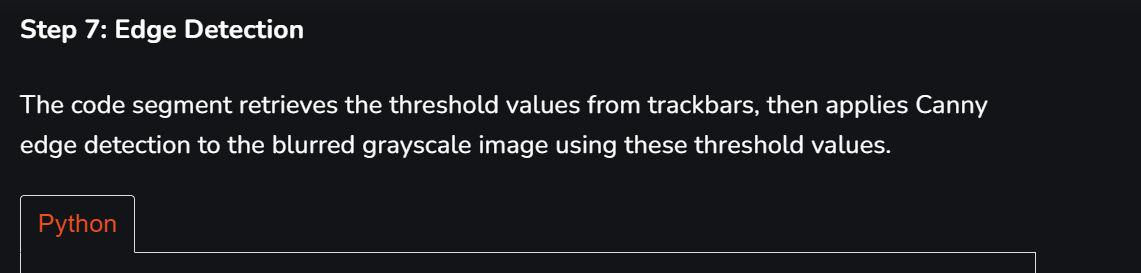 Step 7: Edge Detection
The code segment retrieves the threshold values from trackbars, then applies Canny
edge detection to the blurred grayscale image using these threshold values.
Python